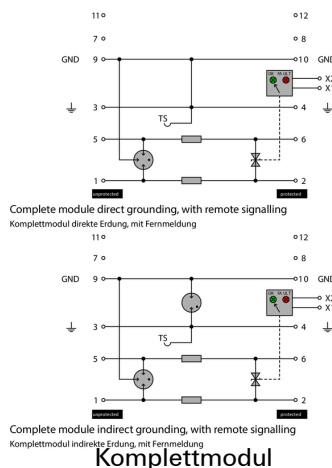 11 12
7 8
GND 9 10 GND
OK FAULT
X2
X1
3 4
TS
5 6
1 2
unprotected protected
Complete module direct grounding, with remote signalling
Komplettmodul direkte Erdung, mit Fernmeldung
11 12
7 8
GND 9 10 GND
OK FAULT
X2
X1
3 4
TS
5 6
1 2
unprotected protected
Complete module indirect grounding, with remote signalling
Komplettmodul indirekte Erdung, mit Fernmeldung
Komplettmodul